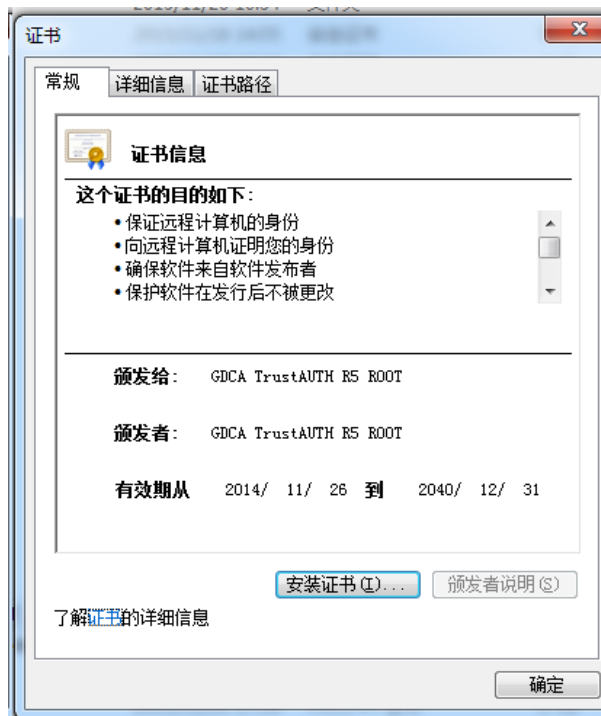 证书
常规 详细信息 证书路径
证书信息
这个证书的目的如下:
•保证远程计算机的身份
•向远程计算机证明您的身份
•确保软件来自软件发布者
•保护软件在发行后不被更改
颁发给: GDCA TrustAUTH R5 ROOT
颁发者: GDCA TrustAUTH R5 ROOT
有效期从 2014/ 11/ 26 到 2040/ 12/ 31
安装证书(I)... 颁发者说明(S)
了解证书的详细信息
确定